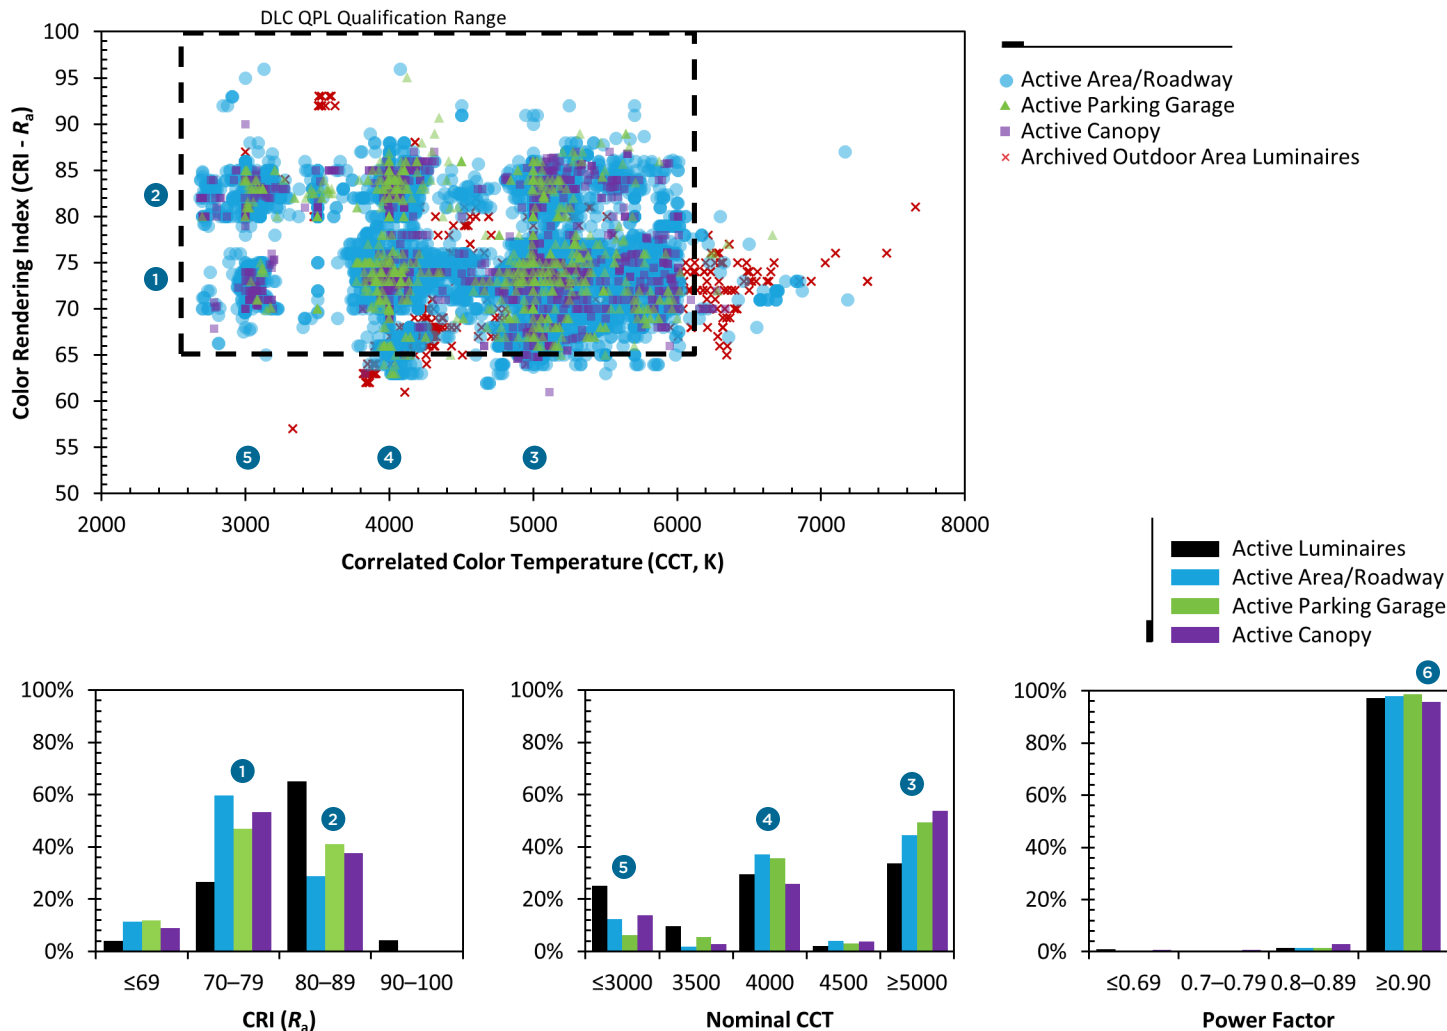 DLC QPL Qualification Range
100
95
90
85
80
75
70
65
60
55
50
Color Rendering Index (CRI - Ra)
2
1
5
4
3
2000 3000 4000 5000 6000 7000 8000
Correlated Color Temperature (CCT, K)
Active Area/Roadway
Active Parking Garage
Active Canopy
Archived Outdoor Area Luminaires
Active Luminaires
Active Area/Roadway
Active Parking Garage
Active Canopy
100%
80%
60%
40%
20%
0%
1
2
≤69 70–79 80–89 90–100
CRI (Ra)
100%
80%
60%
40%
20%
0%
5
4
3
≤3000 3500 4000 4500 ≥5000
Nominal CCT
100%
80%
60%
40%
20%
0%
6
≤0.69 0.7–0.79 0.8–0.89 ≥0.90
Power Factor